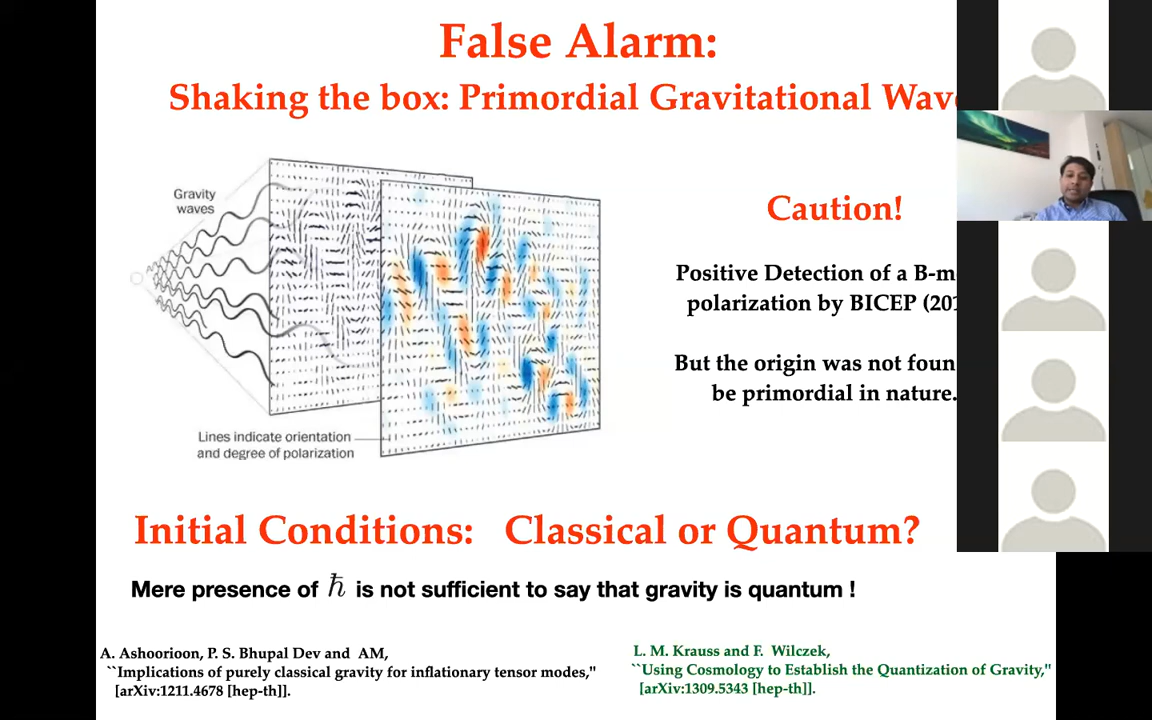 False Alarm:
Shaking the box: Primordial Gravitational
Gravity
waves
Lines indicate orientation
and degree of polarization
Caution!
Positive Detection of a
polarization by BICEP
But the origin was not
be primordial in nature.
Initial Conditions: Classical or Quantum?
Mere presence of ℏ is not sufficient to say that gravity is quantum !
A. Ashoorioon, P. S. Bhupal Dev and AM,
``Implications of purely classical gravity for inflationary tensor modes,"
[arXiv:1211.4678 [hep-th]].
L. M. Krauss and F. Wilczek,
``Using Cosmology to Establish the Quantization of Gravity,"
[arXiv:1309.5343 [hep-th]].